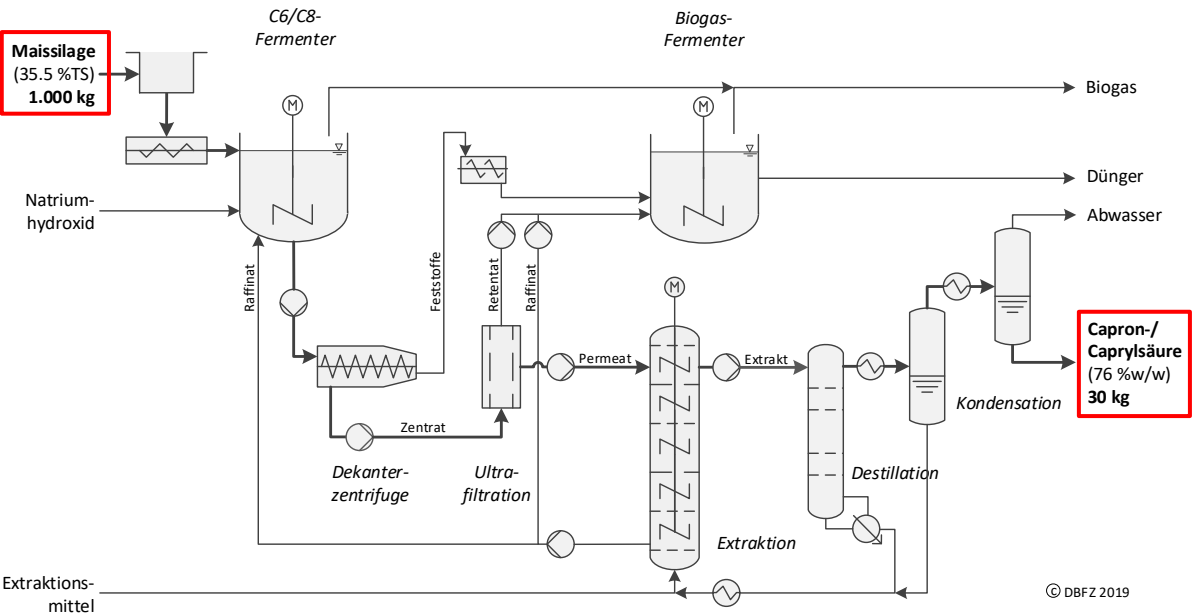 C6/C8-
Fermenter
Biogas-
Fermenter
Maissilage
(35.5 %TS)
1.000 kg
M
M
Biogas
Natrium-
hydroxid
Dünger
Abwasser
Raffinat
Feststoffe
Retentat
Raffinat
M
Permeat
Extrakt
Capron-/
Caprylsäure
(76 %w/w)
30 kg
Kondensation
Zentrat
Dekanter-
zentrifuge
Ultra-
filtration
Destillation
Extraktion
Extraktions-
mittel
© DBFZ 2019